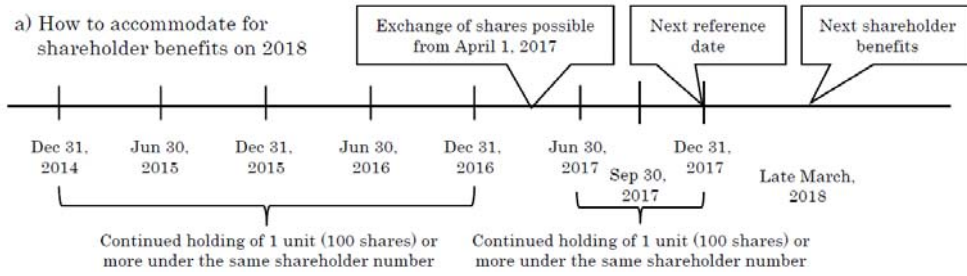 a) How to accommodate for
shareholder benefits on 2018
Exchange of shares possible
from April 1, 2017
Next reference
date
Next shareholder
benefits
Dec 31,
2014
Jun 30,
2015
Dec 31,
2015
Jun 30,
2016
Dec 31,
2016
Jun 30,
2017
Sep 30,
2017
Dec 31,
2017
Late March,
2018
Continued holding of 1 unit (100 shares) or
more under the same shareholder number
Continued holding of 1 unit (100 shares) or
more under the same shareholder number